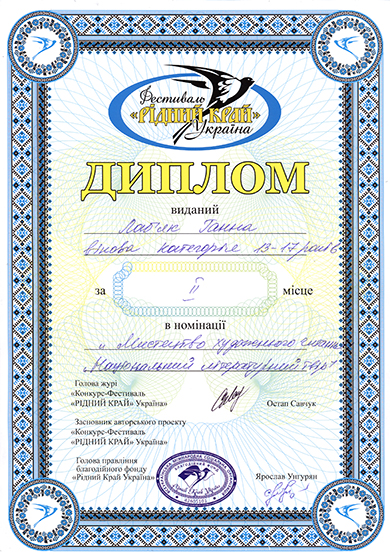 Фестиваль
«РІДНИЙ КРАЙ»
Україна
ДИПЛОМ
виданий
Ганна
вікова категорія 13-17 років
за II місце
в номінації
„Мистецтво художнього
Національний літературний твір"
Голова журі
«Конкурс-Фестиваль
«РІДНИЙ КРАЙ» Україна»
Остап Савчук
Засновник авторського проекту
«Конкурс-Фестиваль
«РІДНИЙ КРАЙ» Україна»
Голова правління
благодійного фонду
«Рідний Край Україна»
Ярослав Унгурян